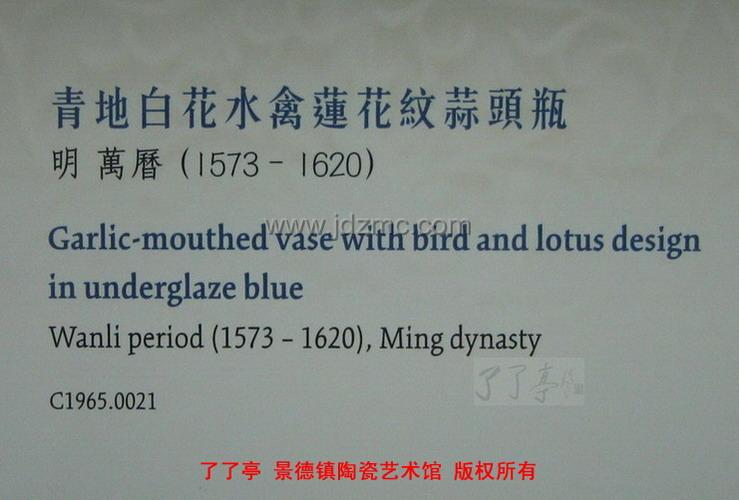 青地白花水禽蓮花紋蒜頭瓶
明 萬曆 (1573 - 1620)
www.jdzmc.com
Garlic-mouthed vase with bird and lotus design
in underglaze blue
Wanli period (1573 – 1620), Ming dynasty
了了亭
C1965.0021
了了亭 景德镇陶瓷艺术馆 版权所有